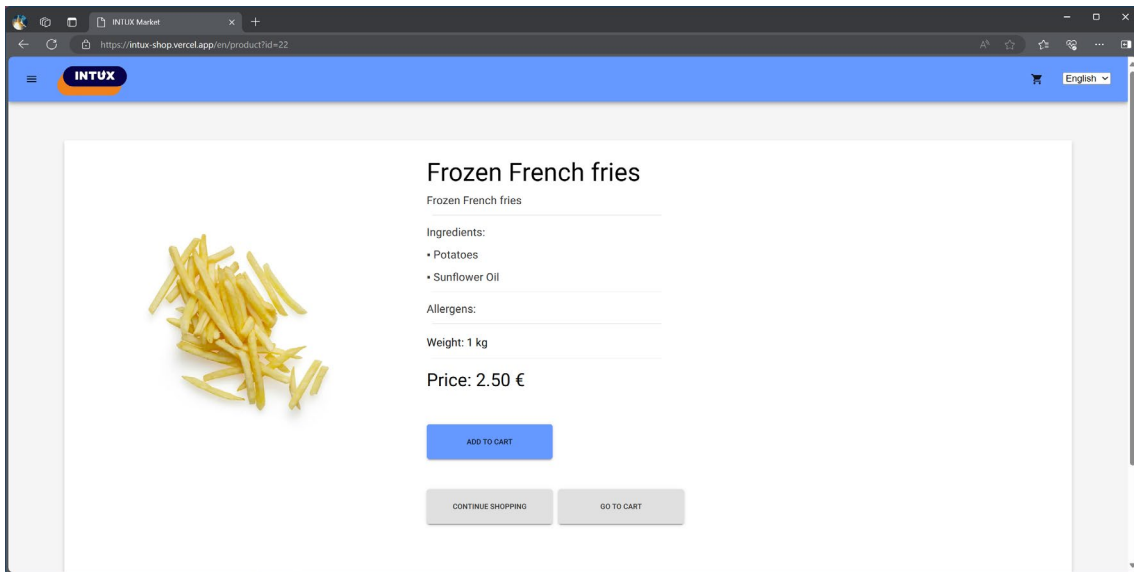 INTUX Market
https://intux-shop.vercel.app/en/product?id=22
INTUX
English
Frozen French fries
Frozen French fries
Ingredients:
▪ Potatoes
▪ Sunflower Oil
Allergens:
Weight: 1 kg
Price: 2.50 €
ADD TO CART
CONTINUE SHOPPING GO TO CART